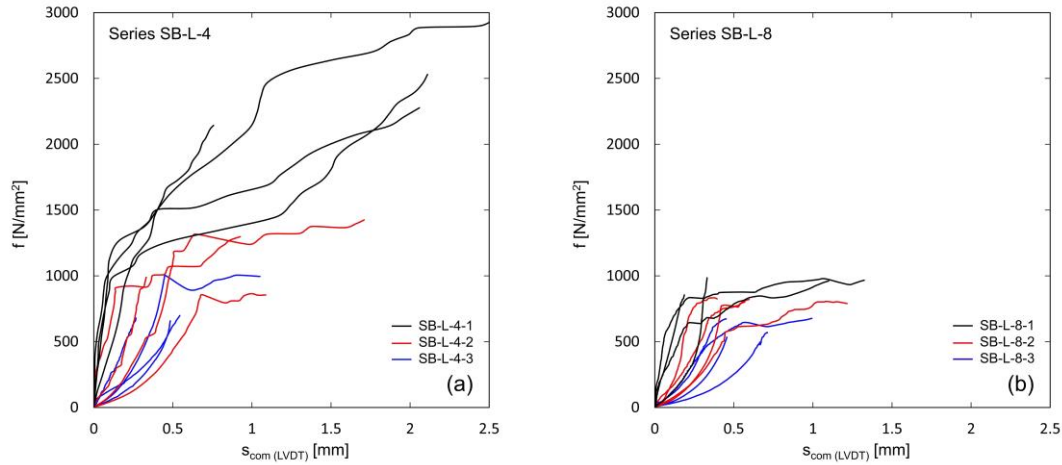 Series SB-L-4
f [N/mm²]
3000
2500
2000
1500
1000
500
0
0 0.5 1 1.5 2 2.5
s com (LVDT) [mm]
SB-L-4-1
SB-L-4-2
SB-L-4-3
(a)
Series SB-L-8
f [N/mm²]
3000
2500
2000
1500
1000
500
0
0 0.5 1 1.5 2 2.5
s com (LVDT) [mm]
SB-L-8-1
SB-L-8-2
SB-L-8-3
(b)